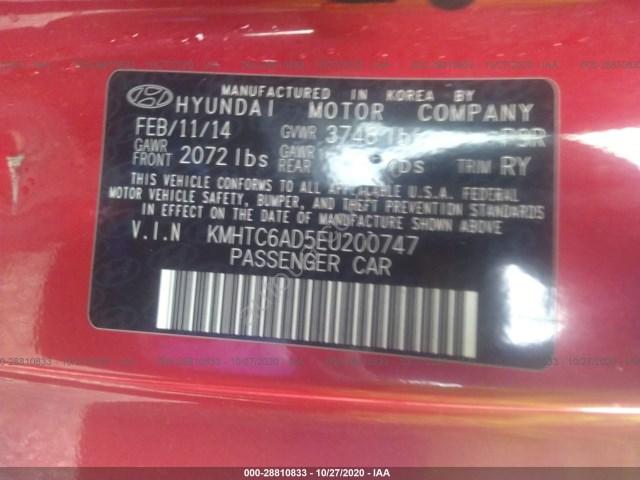 MANUFACTURED IN KOREA BY
HYUNDAI MOTOR COMPANY
FEB/11/14 GVWR
GAWR FRONT 2072 lbs GAWR REAR TRIM RY
THIS VEHICLE CONFORMS TO ALL APPLICABLE U.S.A. FEDERAL
MOTOR VEHICLE SAFETY, BUMPER, AND THEFT PREVENTION STANDARDS
IN EFFECT ON THE DATE OF MANUFACTURE SHOWN ABOVE
V.I.N KMHTC6AD5EU200747
PASSENGER CAR
000-28810833 | 10/27/2020 - IAA